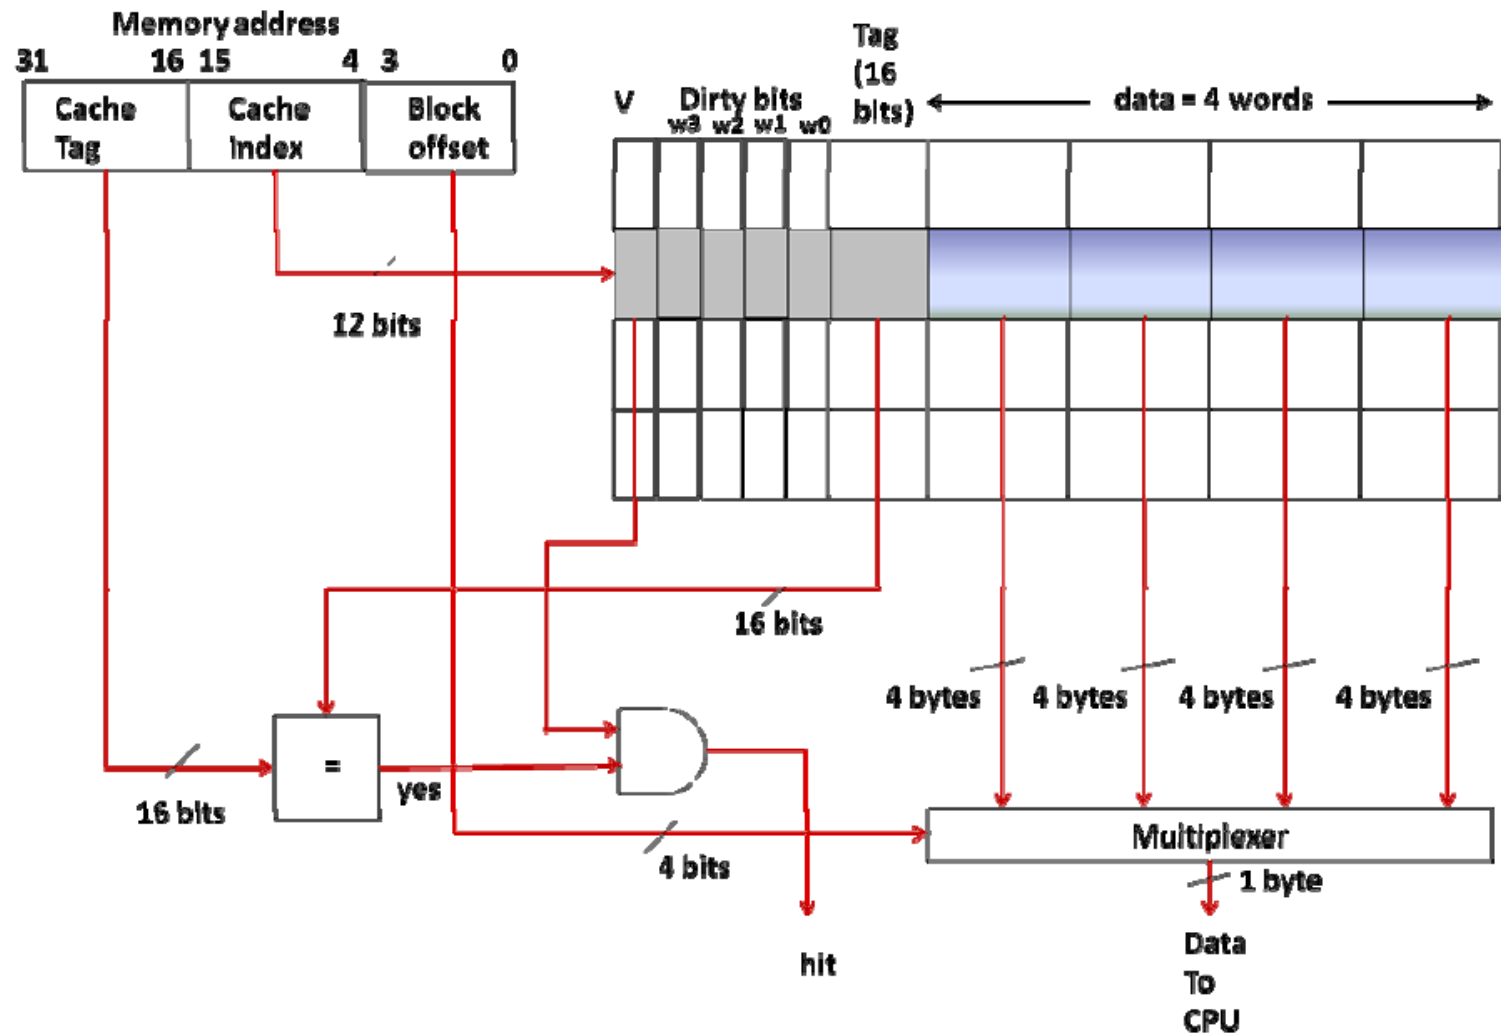 Memory address
31 16 15 4 3 0
Cache Tag
Cache Index
Block offset
V
Dirty bits
w3 w2 w1 w0
Tag
(16
bits)
data = 4 words
12 bits
16 bits
4 bytes 4 bytes 4 bytes 4 bytes
=
yes
16 bits
4 bits
Multiplexer
1 byte
hit
Data
To
CPU